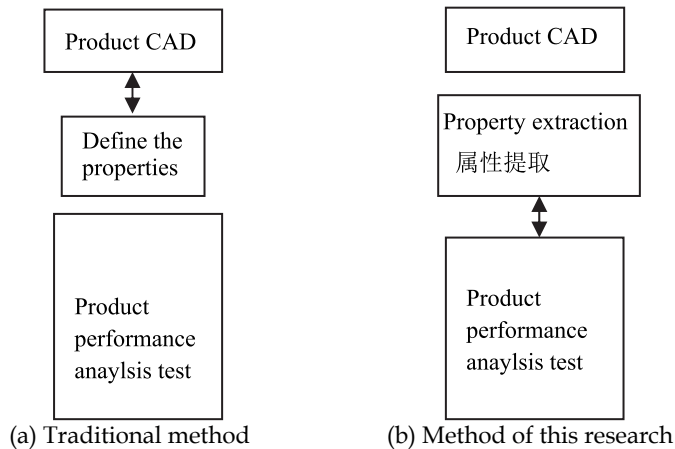 Product CAD
Define the
properties
Product
performance
anaylsis test
(a) Traditional method
Product CAD
Property extraction
属性提取
Product
performance
anaylsis test
(b) Method of this research